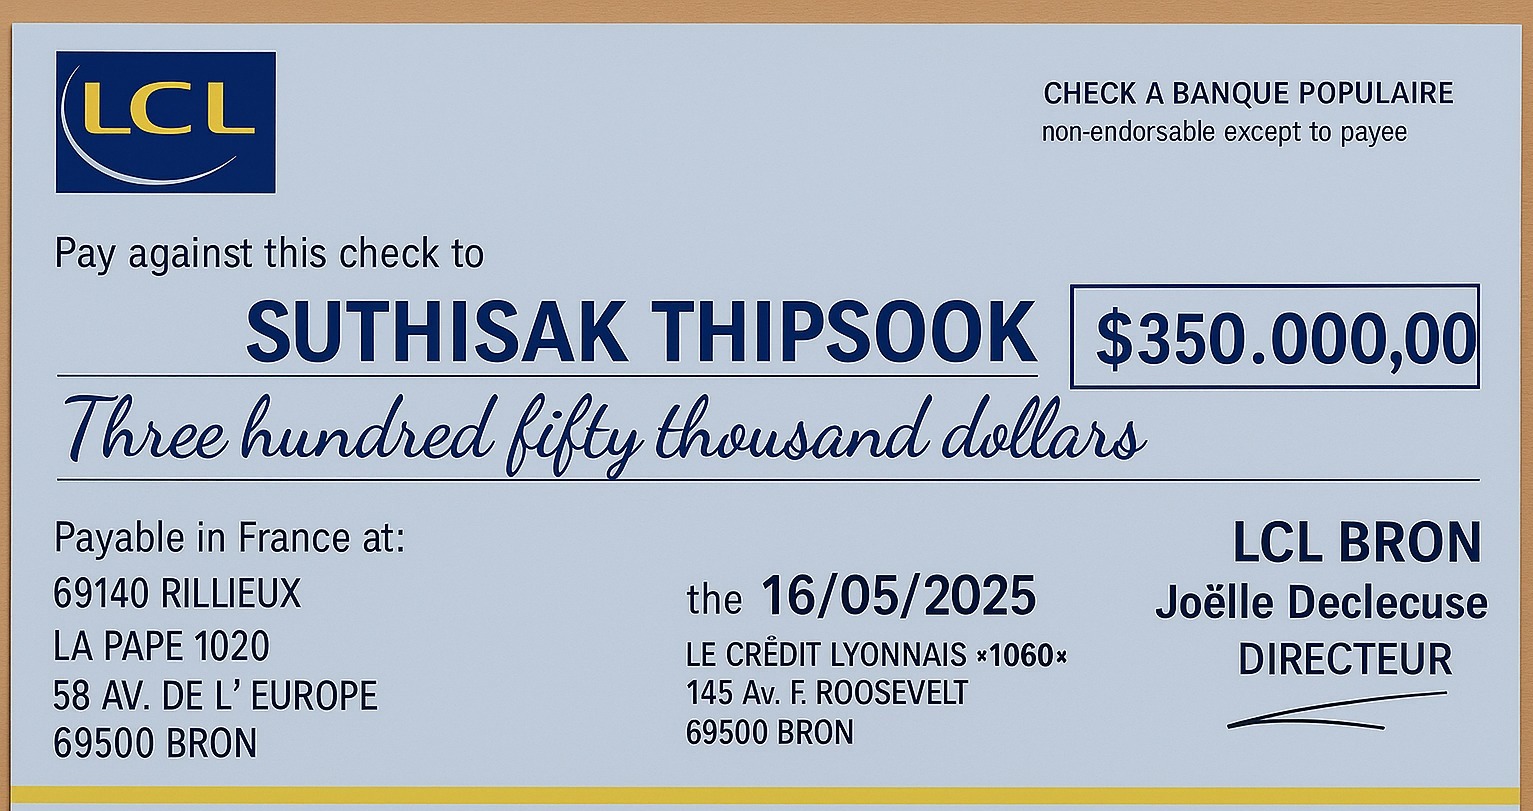 LCL
CHECK A BANQUE POPULAIRE
non-endorsable except to payee
Pay against this check to
SUTHISAK THIPSOOK
$350.000,00
Three hundred fifty thousand dollars
Payable in France at:
69140 RILLIEUX
LA PAPE 1020
58 AV. DE L’ EUROPE
69500 BRON
the 16/05/2025
LE CRÊDIT LYONNAIS ×1060×
145 Av. F. ROOSEVELT
69500 BRON
LCL BRON
Joëlle Declecuse
DIRECTEUR